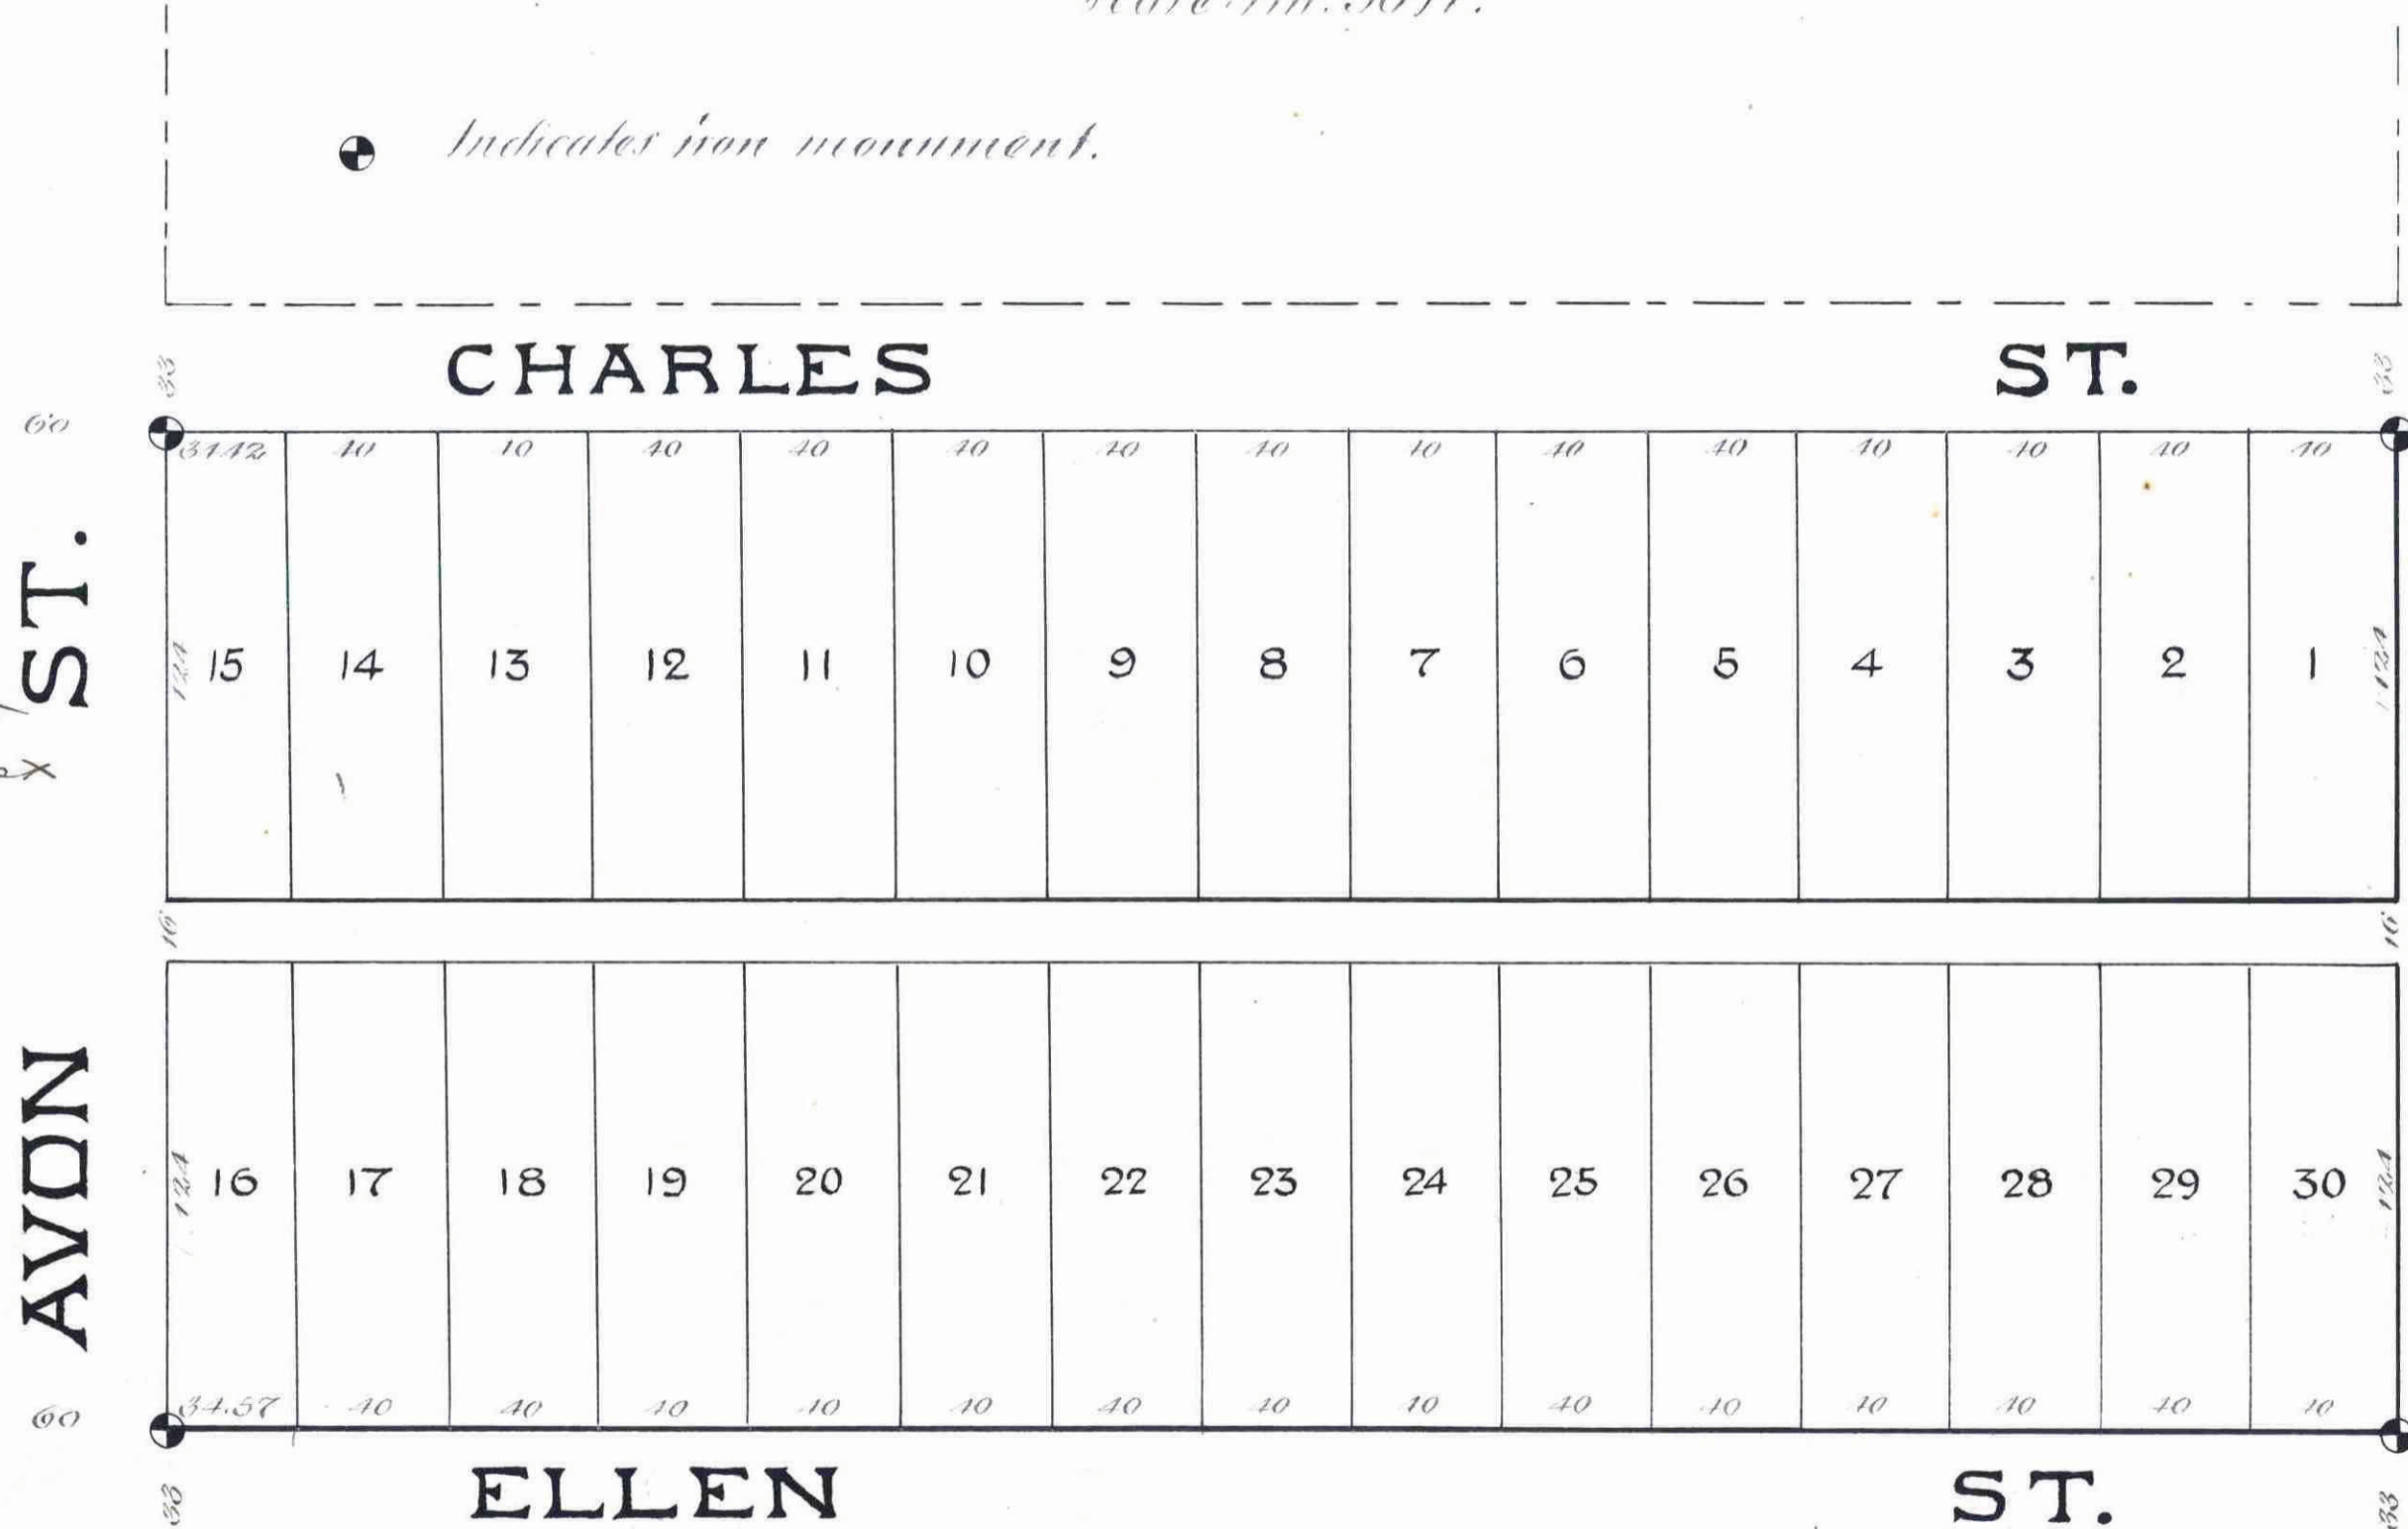 Indicates iron monument.
CHARLES ST.
33 33
60
40 40 40 40 40 40 40 40 40 40 40 40 40 40
ST.
124 15 14 13 12 11 10 9 8 7 6 5 4 3 2 1 124
16 16
AVON
124 16 17 18 19 20 21 22 23 24 25 26 27 28 29 30 124
34.57 40 40 40 40 40 40 40 40 40 40 40 40 40 40
60
ELLEN ST.
33 33